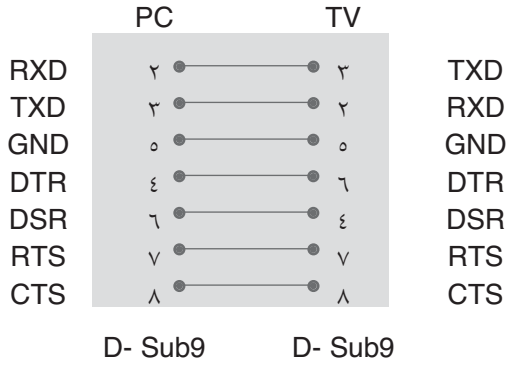 PC TV
RXD ٢ ٣ TXD
TXD ٣ ٢ RXD
GND ٥ ٥ GND
DTR ٤ ٦ DTR
DSR ٦ ٤ DSR
RTS ٧ ٧ RTS
CTS ٨ ٨ CTS
D- Sub9 D- Sub9